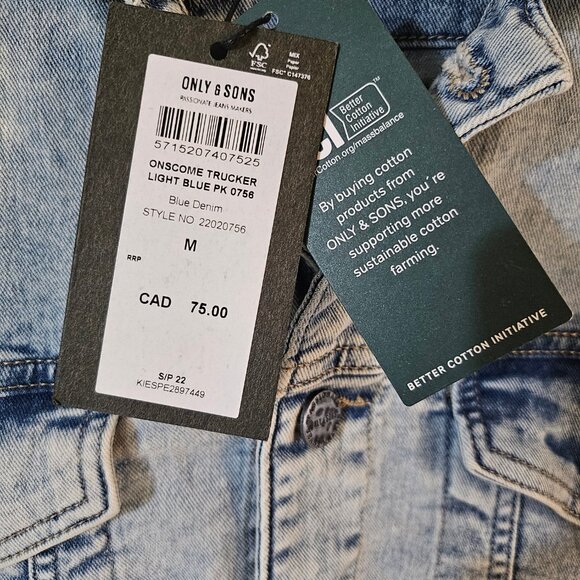 FSC
MIX
Paper
Papier
FSC® C147376
ONLY & SONS
PASSIONATE JEANS MAKERS
5715207407525
ONSCOME TRUCKER
LIGHT BLUE PK 0756
Blue Denim
STYLE NO 22020756
M
RRP
CAD 75.00
S/P 22
KIESPE2897449
Better
Cotton
Initiative™
Cotton.org/massbalance
By buying cotton
products from
ONLY & SONS, you're
supporting more
sustainable cotton
farming.
BETTER COTTON INITIATIVE